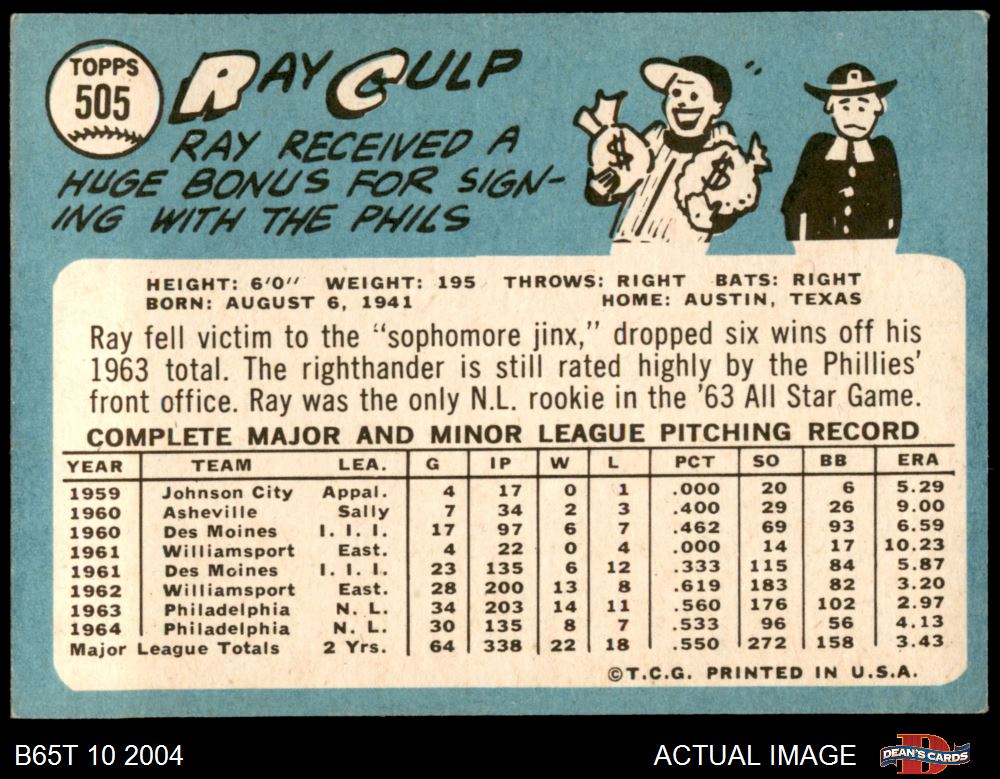 TOPPS
505
RAY CULP
RAY RECEIVED A
HUGE BONUS FOR SIGN-
ING WITH THE PHILS
$ $
HEIGHT: 6'0" WEIGHT: 195 THROWS: RIGHT BATS: RIGHT
BORN: AUGUST 6, 1941 HOME: AUSTIN, TEXAS
Ray fell victim to the "sophomore jinx," dropped six wins off his
1963 total. The righthander is still rated highly by the Phillies'
front office. Ray was the only N.L. rookie in the '63 All Star Game.
COMPLETE MAJOR AND MINOR LEAGUE PITCHING RECORD
YEAR TEAM LEA. G IP W L PCT SO BB ERA
1959 Johnson City Appal. 4 17 0 1 .000 20 6 5.29
1960 Asheville Sally 7 34 2 3 .400 29 26 9.00
1960 Des Moines I. I. I. 17 97 6 7 .462 69 93 6.59
1961 Williamsport East. 4 22 0 4 .000 14 17 10.23
1961 Des Moines I. I. I. 23 135 6 12 .333 115 84 5.87
1962 Williamsport East. 28 200 13 8 .619 183 82 3.20
1963 Philadelphia N. L. 34 203 14 11 .560 176 102 2.97
1964 Philadelphia N. L. 30 135 8 7 .533 96 56 4.13
Major League Totals 2 Yrs. 64 338 22 18 .550 272 158 3.43
©T.C.G. PRINTED IN U.S.A.
B65T 10 2004 ACTUAL IMAGE DEAN'S CARDS